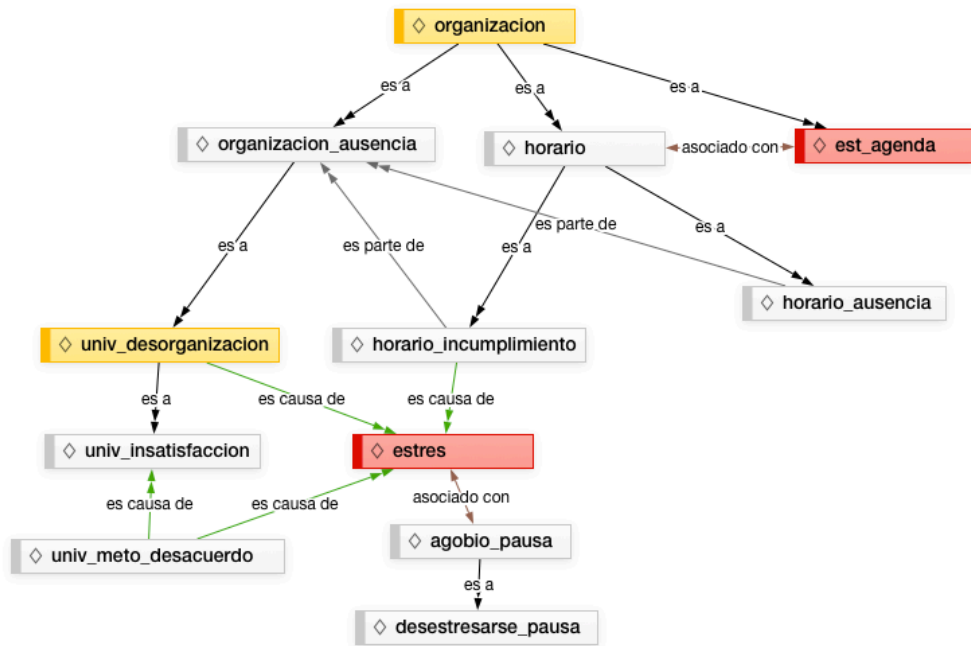 organizacion
es a
es a
es a
organizacion_ausencia
horario
asociado con
est_agenda
es a
es parte de
es a
es parte de
es a
horario_ausencia
univ_desorganizacion
horario_incumplimiento
es a
es causa de
es causa de
univ_insatisfaccion
estres
es causa de
es causa de
asociado con
univ_meto_desacuerdo
agobio_pausa
es a
desestresarse_pausa